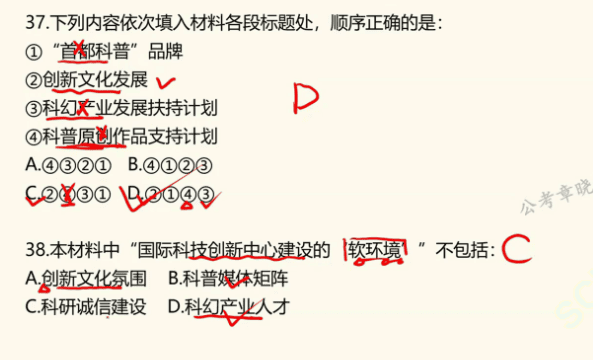 37.下列内容依次填入材料各段标题处，顺序正确的是：
①“首都科普”品牌
②创新文化发展
③科幻产业发展扶持计划
D
④科普原创作品支持计划
A.④③②① B.④①②③
C.②④③① D.②①④③
公考章晓
38.本材料中“国际科技创新中心建设的“软环境””不包括：C
A.创新文化氛围 B.科普媒体矩阵
C.科研诚信建设 D.科幻产业人才